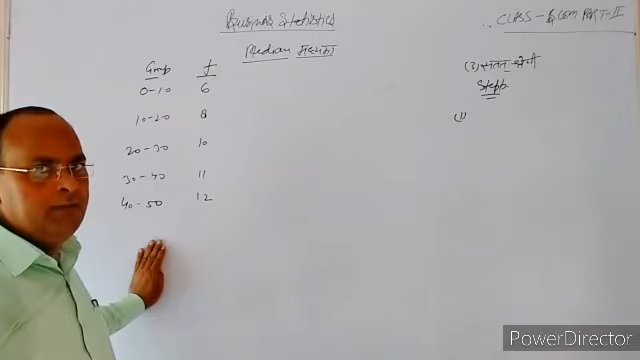 Business Statistics
CLASS - B.COM PART-II
Median मध्यका
Group f
0-10 6
10-20 8
20-30 10
30-40 11
40-50 12
(3) सतत श्रेणी
Steps
(1)
PowerDirector